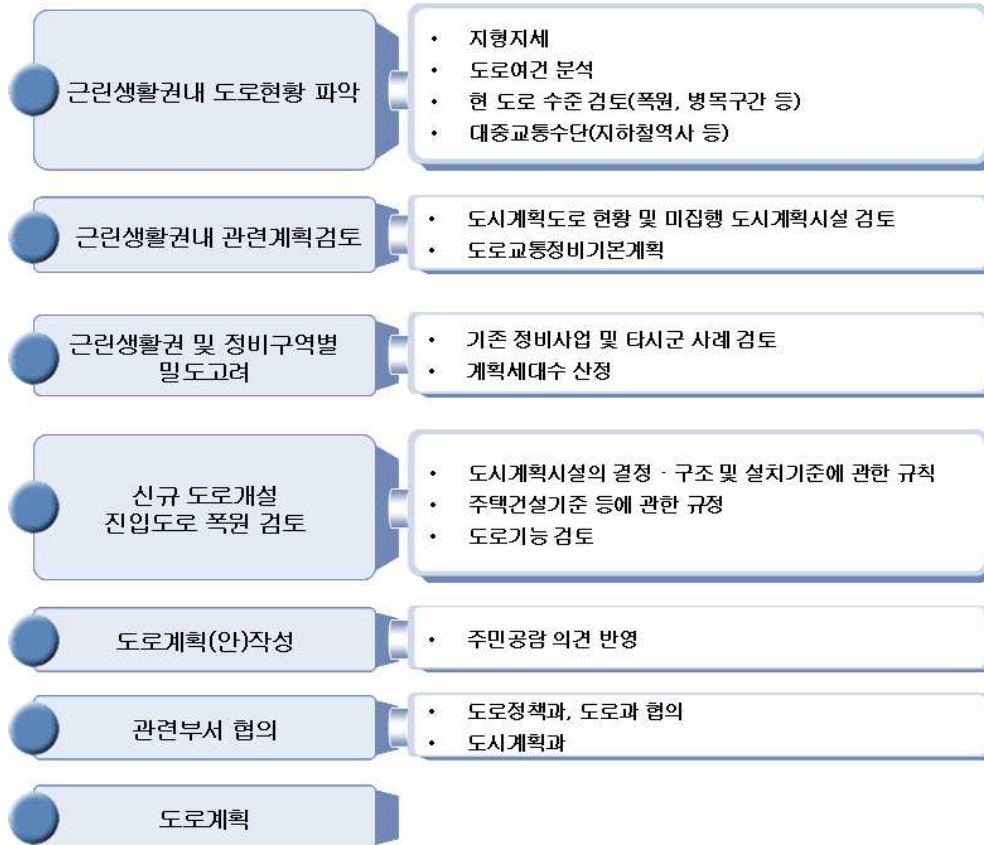 근린생활권내 도로현황 파악
• 지형지세
• 도로여건 분석
• 현 도로 수준 검토(폭원, 병목구간 등)
• 대중교통수단(지하철역사 등)
근린생활권내 관련계획검토
• 도시계획도로 현황 및 미집행 도시계획시설 검토
• 도로교통정비기본계획
근린생활권 및 정비구역별
밀도고려
• 기존 정비사업 및 타시군 사례 검토
• 계획세대수 산정
신규 도로개설
진입도로 폭원 검토
• 도시계획시설의 결정 · 구조 및 설치기준에 관한 규칙
• 주택건설기준 등에 관한 규정
• 도로기능 검토
도로계획(안)작성
• 주민공람 의견 반영
관련부서 협의
• 도로정책과, 도로과 협의
• 도시계획과
도로계획